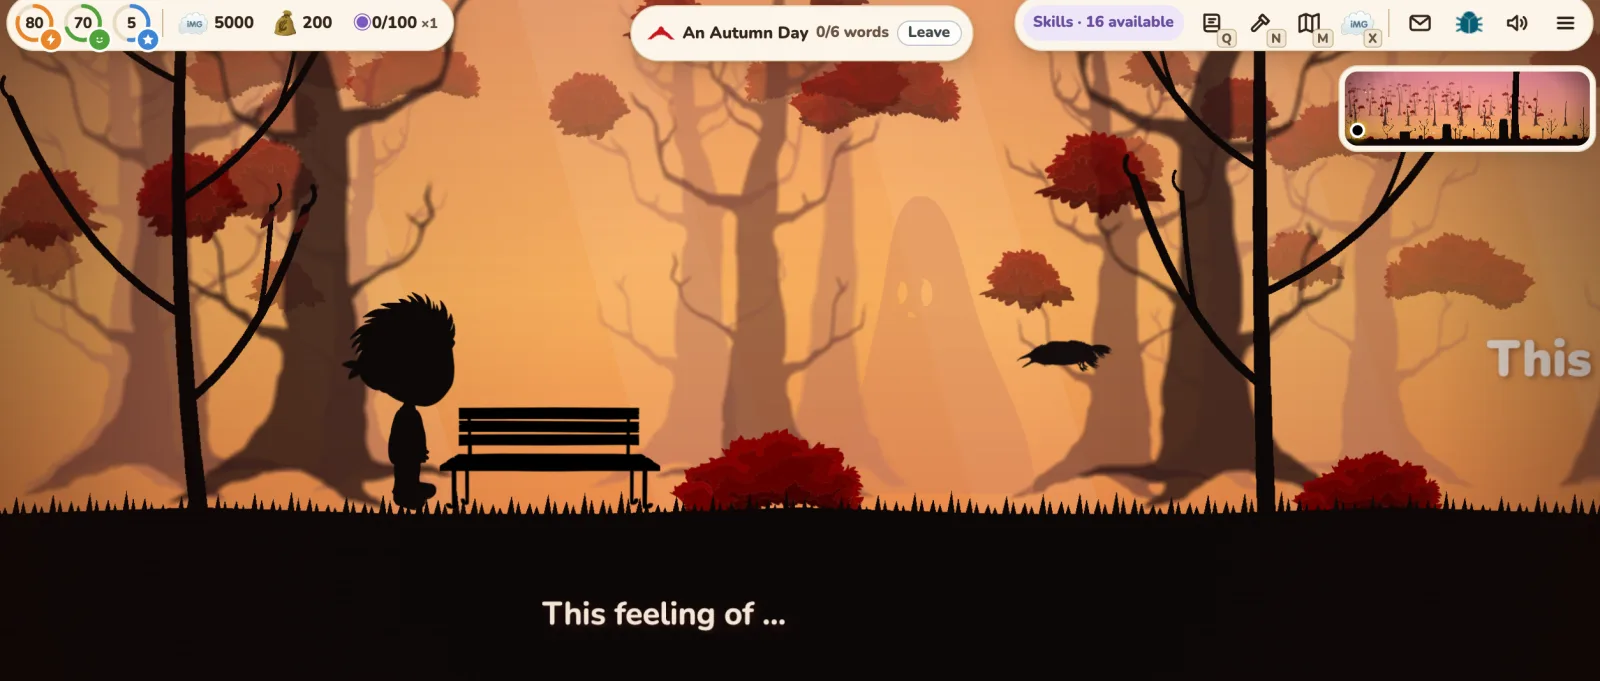 80 70 5 iMG 5000 200 0/100 ×1
An Autumn Day 0/6 words Leave
Skills · 16 available Q N M iMG X
This
This feeling of ...